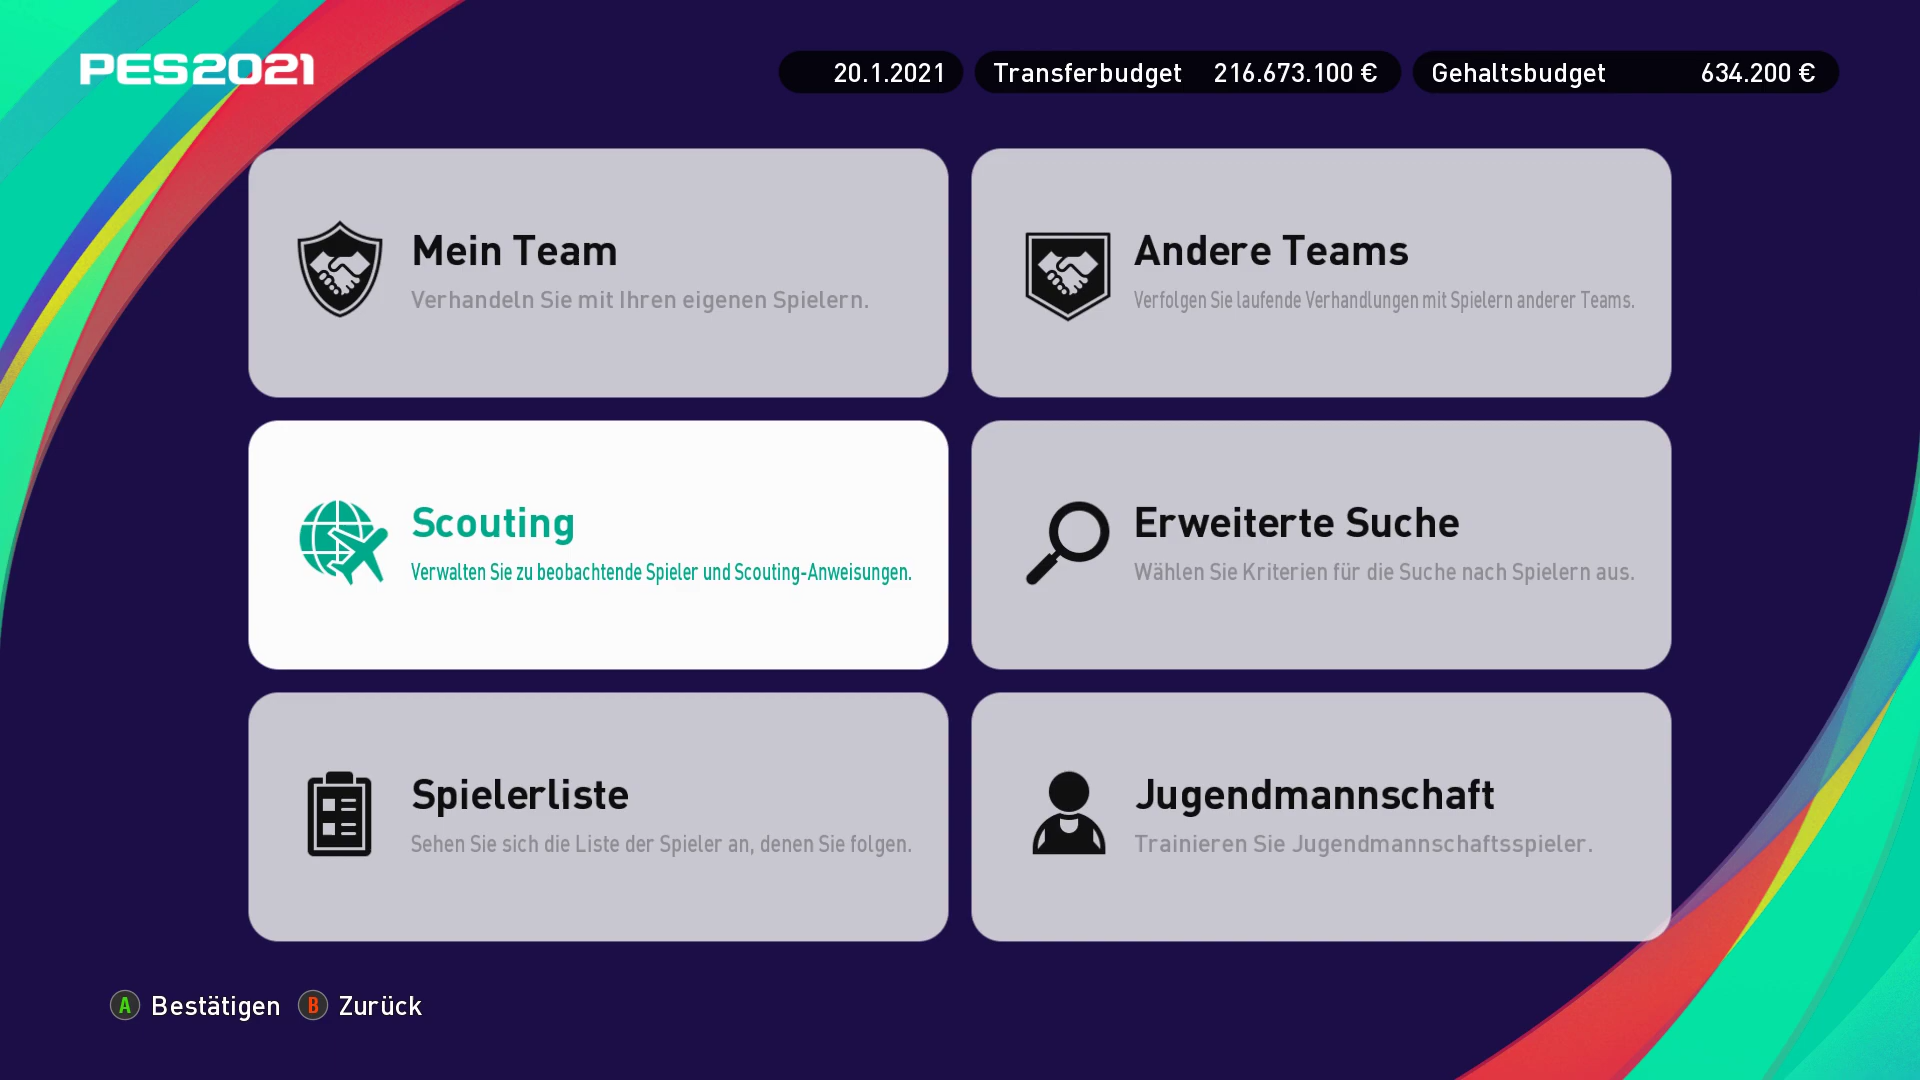 PES2021
20.1.2021
Transferbudget 216.673.100 €
Gehaltsbudget 634.200 €
Mein Team
Verhandeln Sie mit Ihren eigenen Spielern.
Andere Teams
Verfolgen Sie laufende Verhandlungen mit Spielern anderer Teams.
Scouting
Verwalten Sie zu beobachtende Spieler und Scouting-Anweisungen.
Erweiterte Suche
Wählen Sie Kriterien für die Suche nach Spielern aus.
Spielerliste
Sehen Sie sich die Liste der Spieler an, denen Sie folgen.
Jugendmannschaft
Trainieren Sie Jugendmannschaftsspieler.
A Bestätigen B Zurück